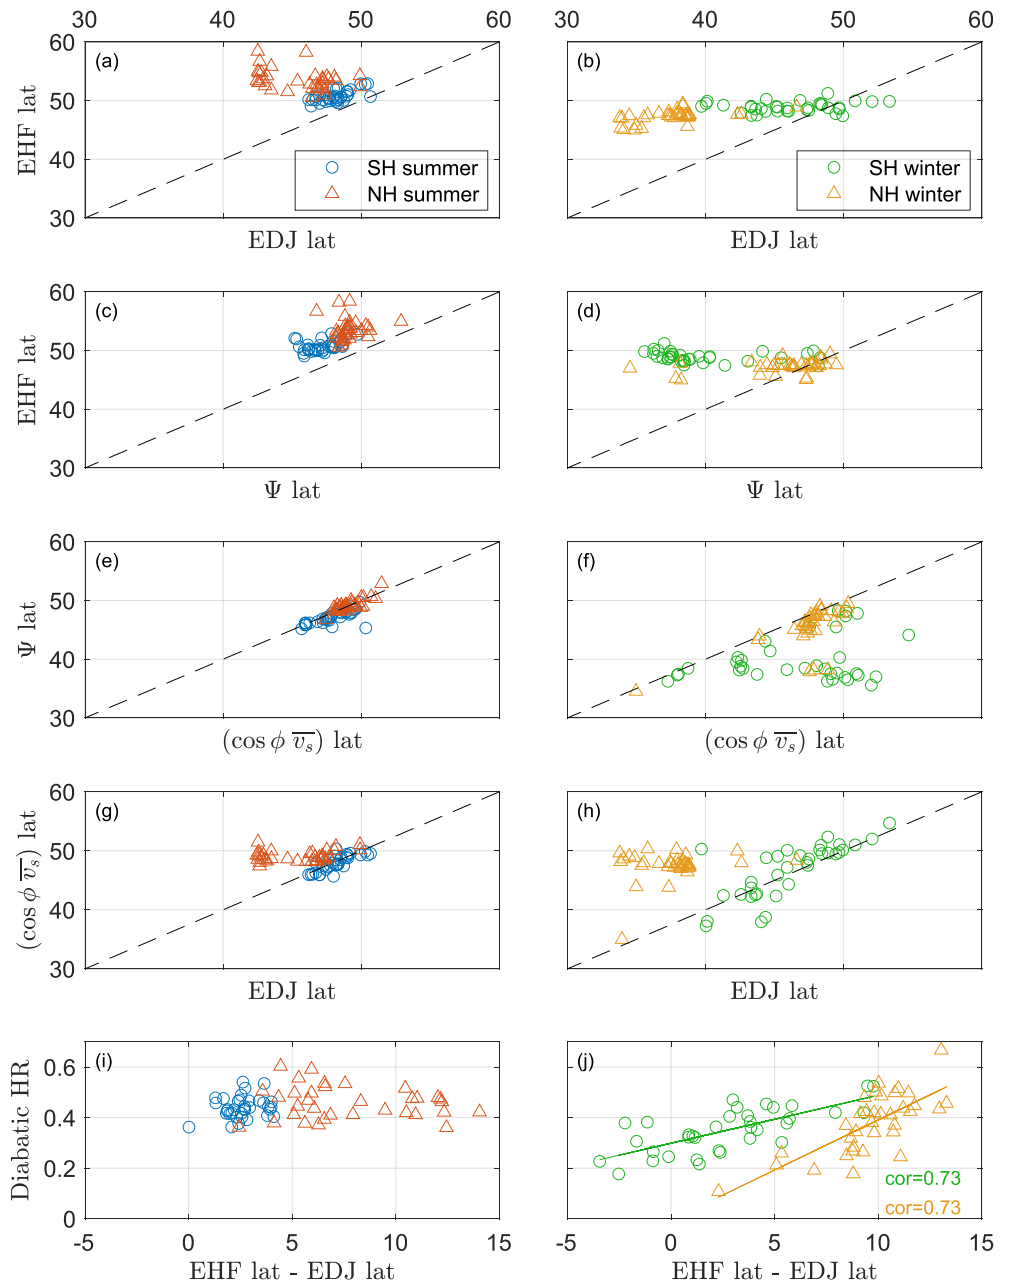 30 40 50 60 30 40 50 60
60 (a) (b)
50
40 SH summer SH winter
30 NH summer NH winter
EHF lat
EDJ lat EDJ lat
60 (c) 60 (d)
50 50
40 40
30 30
EHF lat
Ψ lat Ψ lat
60 (e) (f)
50
40
30
Ψ lat
(cos ϕ v̅ₛ) lat (cos ϕ v̅ₛ) lat
60 (g) (h)
50
40
30
(cos ϕ v̅ₛ) lat
EDJ lat EDJ lat
(i) (j)
0.6
0.4
0.2
0
Diabatic HR
cor=0.73
cor=0.73
-5 0 5 10 15 -5 0 5 10 15
EHF lat - EDJ lat EHF lat - EDJ lat